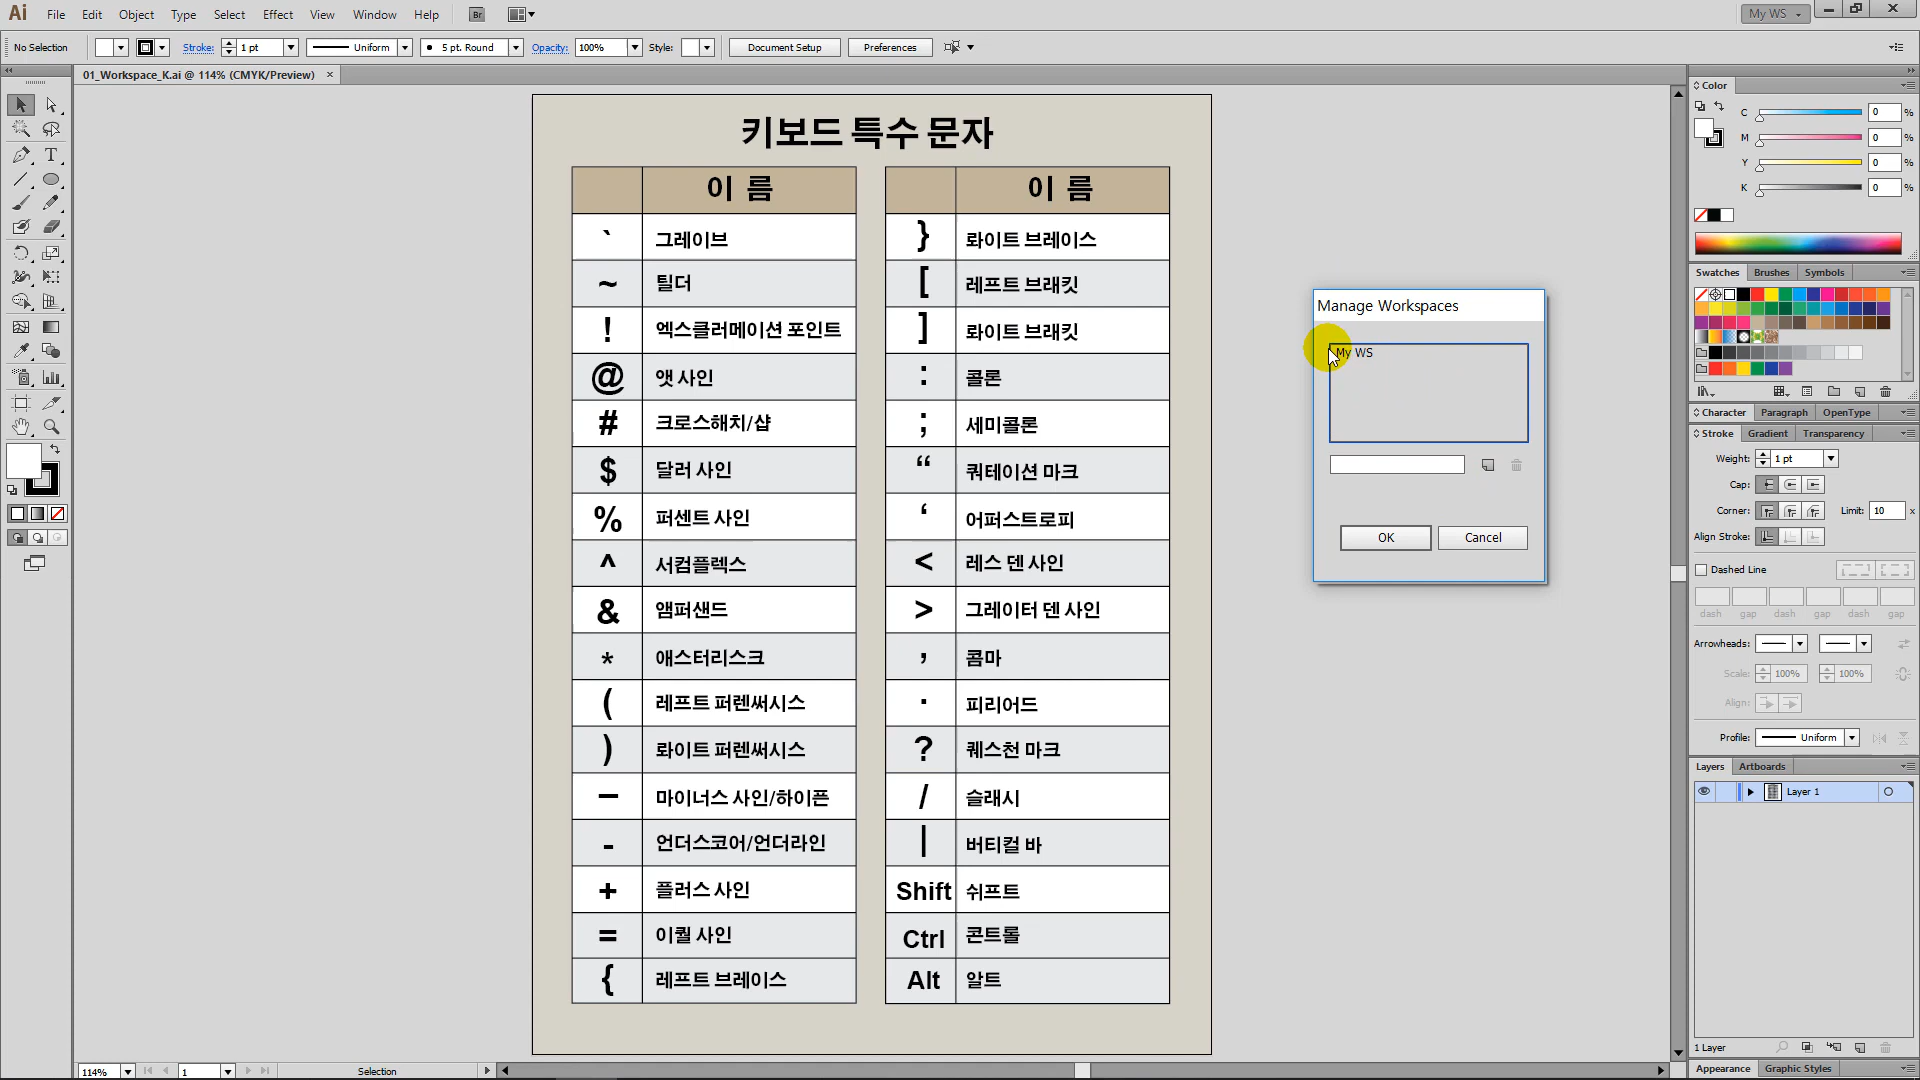 Ai File Edit Object Type Select Effect View Window Help Br My WS
No Selection Stroke: 1 pt Uniform 5 pt. Round Opacity: 100% Style: Document Setup Preferences
01_Workspace_K.ai @ 114% (CMYK/Preview)
키보드 특수 문자
이 름
` 그레이브
~ 틸더
! 엑스클러메이션 포인트
@ 앳 사인
# 크로스해치/샵
$ 달러 사인
% 퍼센트 사인
^ 서컴플렉스
& 앰퍼샌드
* 애스터리스크
( 레프트 퍼렌써시스
) 롸이트 퍼렌써시스
– 마이너스 사인/하이픈
- 언더스코어/언더라인
+ 플러스 사인
= 이퀄 사인
{ 레프트 브레이스
이 름
} 롸이트 브레이스
[ 레프트 브래킷
] 롸이트 브래킷
: 콜론
; 세미콜론
“ 쿼테이션 마크
‘ 어퍼스트로피
< 레스 덴 사인
> 그레이터 덴 사인
, 콤마
· 피리어드
? 퀘스천 마크
/ 슬래시
| 버티컬 바
Shift 쉬프트
Ctrl 콘트롤
Alt 알트
Manage Workspaces
My WS
OK Cancel
Color
C 0 %
M 0 %
Y 0 %
K 0 %
Swatches Brushes Symbols
Character Paragraph OpenType
Stroke Gradient Transparency
Weight: 1 pt
Cap:
Corner: Limit: 10 x
Align Stroke:
Dashed Line
dash gap dash gap dash gap
Arrowheads:
Scale: 100% 100%
Align:
Profile: Uniform
Layers Artboards
Layer 1
1 Layer
Appearance Graphic Styles
114% 1 Selection